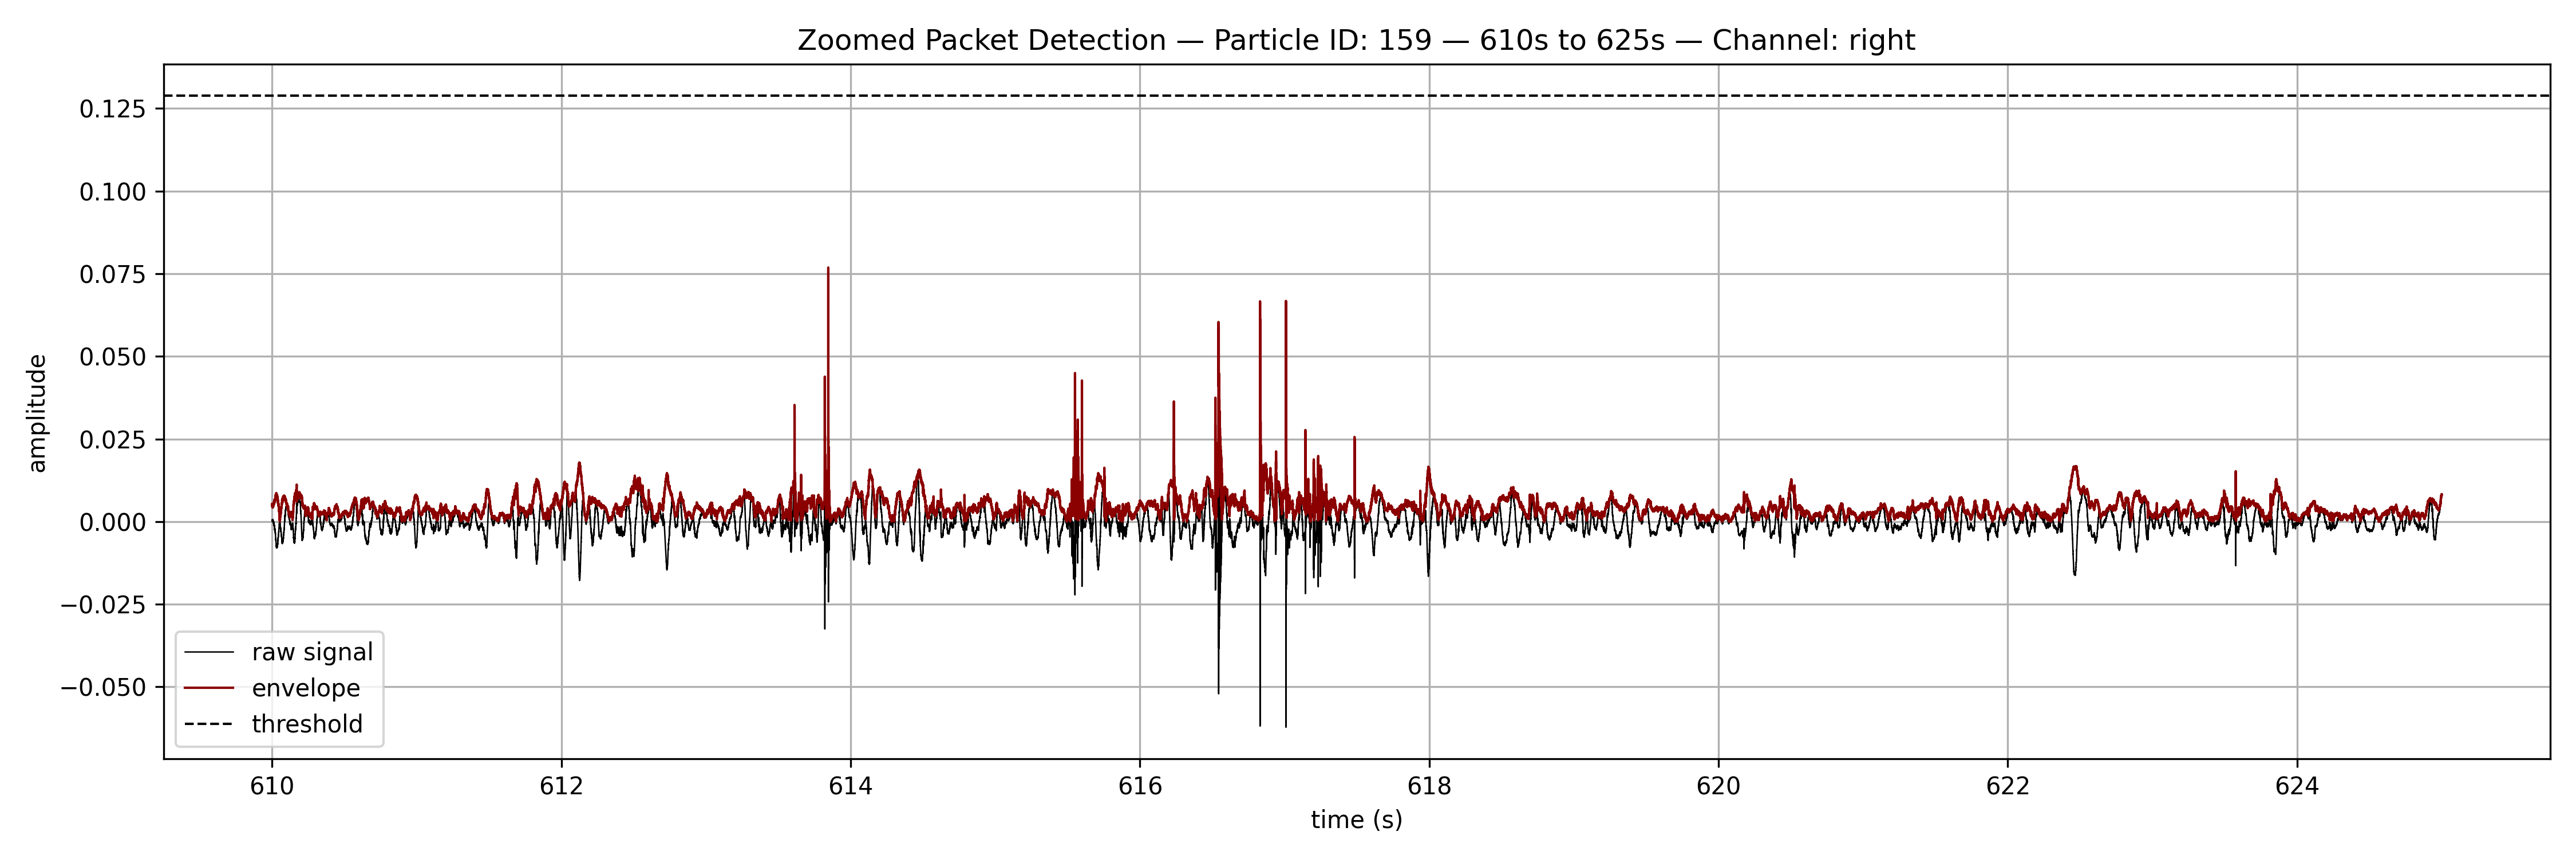 Zoomed Packet Detection — Particle ID: 159 — 610s to 625s — Channel: right
0.125
0.100
0.075
0.050
0.025
0.000
−0.025
−0.050
amplitude
raw signal
envelope
threshold
610 612 614 616 618 620 622 624
time (s)